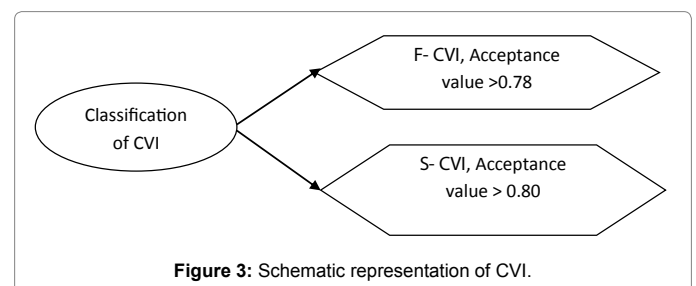 F- CVI, Acceptance
value >0.78
Classification
of CVI
S- CVI, Acceptance
value > 0.80
Figure 3: Schematic representation of CVI.